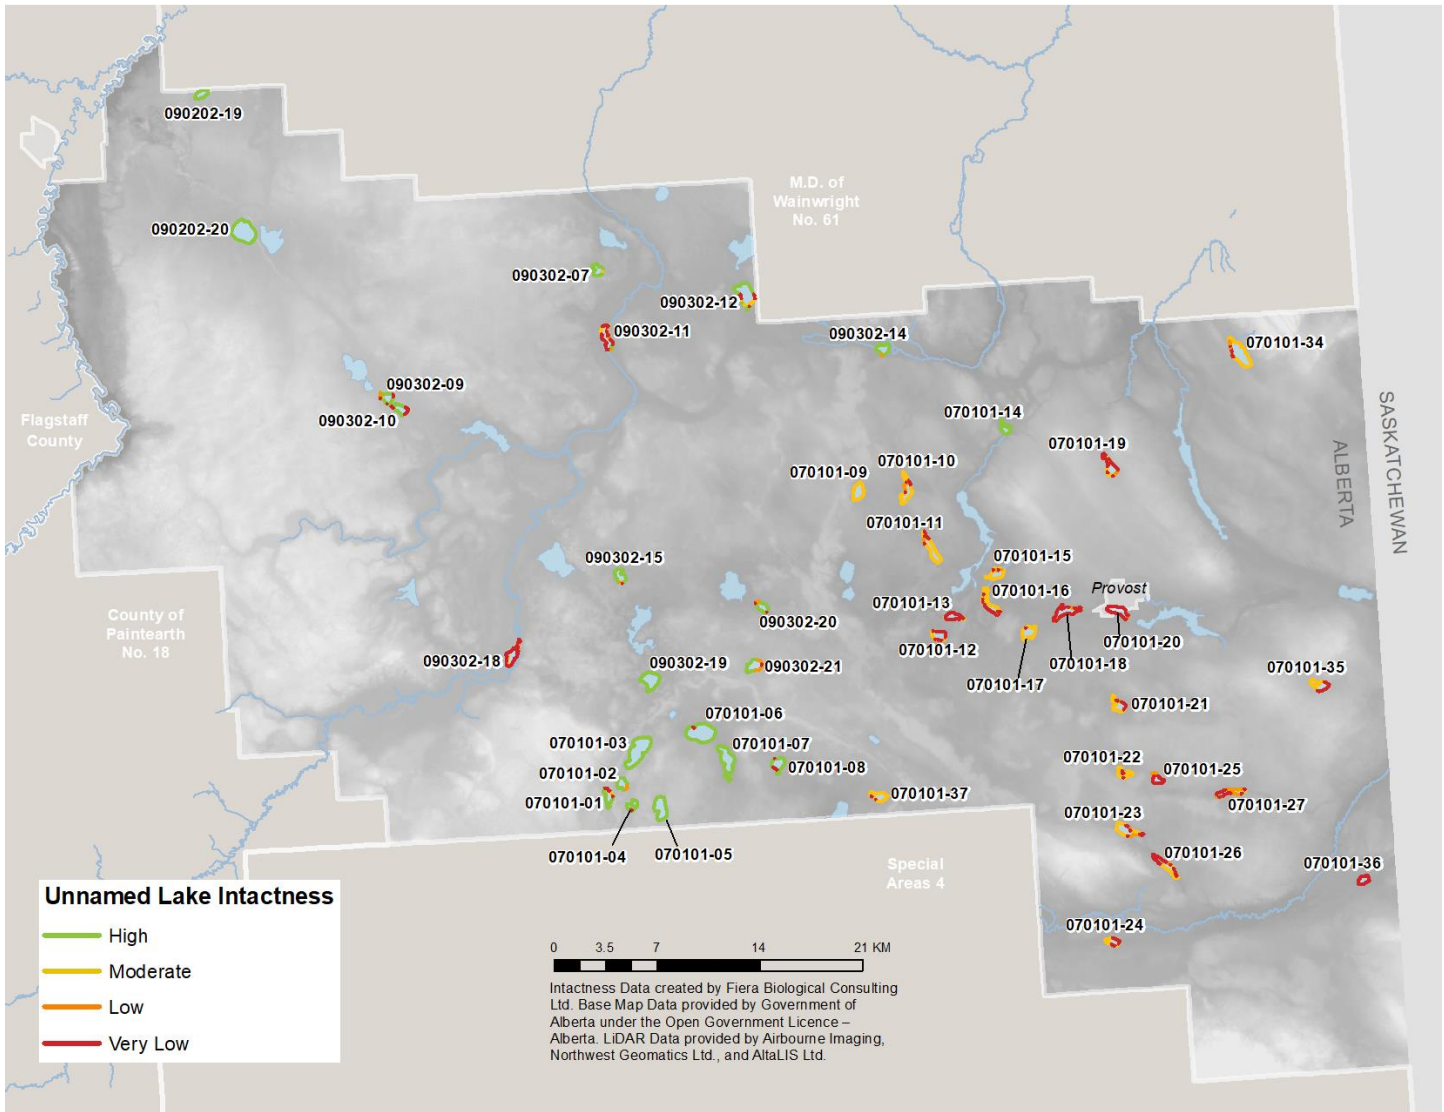 090202-19
M.D. of
Wainwright
No. 61
090202-20
090302-07
090302-12
090302-11
090302-14
070101-34
090302-09
090302-10
Flagstaff
County
SASKATCHEWAN
ALBERTA
070101-14
070101-19
070101-10
070101-09
070101-11
070101-15
090302-15
070101-16
Provost
070101-13
090302-20
County of
Paintearth
No. 18
070101-12
070101-20
090302-18
090302-19
090302-21
070101-18
070101-17
070101-35
070101-21
070101-06
070101-03
070101-07
070101-22
070101-08
070101-25
070101-02
070101-01
070101-37
070101-27
070101-23
070101-04
070101-05
070101-26
070101-36
Special
Areas 4
070101-24
Unnamed Lake Intactness
High
Moderate
Low
Very Low
0 3.5 7 14 21 KM
Intactness Data created by Fiera Biological Consulting
Ltd. Base Map Data provided by Government of
Alberta under the Open Government Licence –
Alberta. LiDAR Data provided by Airbourne Imaging,
Northwest Geomatics Ltd., and AltaLIS Ltd.